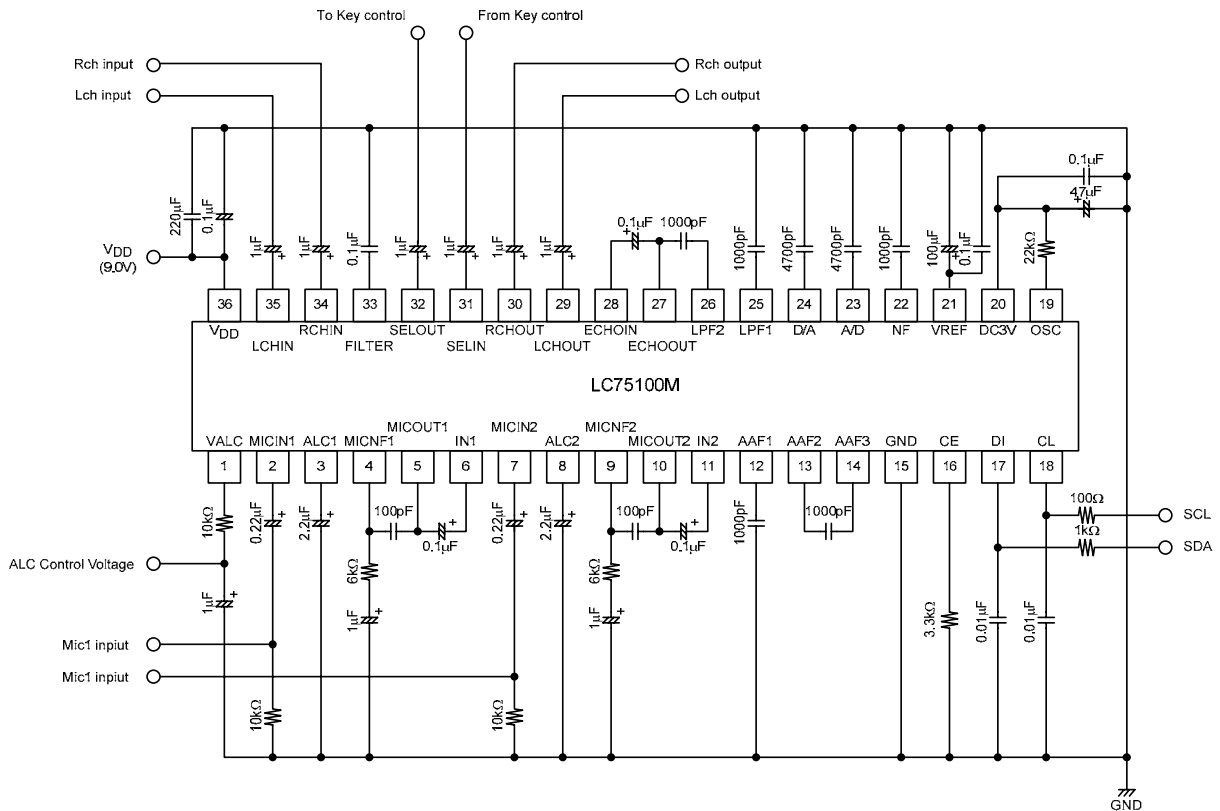 To Key control
From Key control
Rch input
Rch output
Lch input
Lch output
0.1μF
47μF
+
220μF
0.1μF
1μF
+
1μF
+
0.1μF
1μF
+
1μF
+
1μF
+
1μF
+
0.1μF
+
1000pF
1000pF
4700pF
4700pF
1000pF
100μF
+
0.1μF
22kΩ
VDD
(9.0V)
36 35 34 33 32 31 30 29 28 27 26 25 24 23 22 21 20 19
VDD RCHIN SELOUT RCHOUT ECHOIN LPF2 LPF1 D/A A/D NF VREF DC3V OSC
LCHIN FILTER SELIN LCHOUT ECHOOUT
LC75100M
MICOUT1 MICIN2 MICNF2
VALC MICIN1 ALC1 MICNF1 IN1 ALC2 MICOUT2 IN2 AAF1 AAF2 AAF3 GND CE DI CL
1 2 3 4 5 6 7 8 9 10 11 12 13 14 15 16 17 18
10kΩ
0.22μF
+
2.2μF
+
100pF
+
0.1μF
0.22μF
+
2.2μF
+
100pF
+
0.1μF
1000pF
1000pF
100Ω
SCL
1kΩ
SDA
ALC Control Voltage
6kΩ
6kΩ
1μF
+
1μF
+
1μF
+
3.3kΩ
0.01μF
0.01μF
Mic1 inpiut
Mic1 inpiut
10kΩ
10kΩ
GND